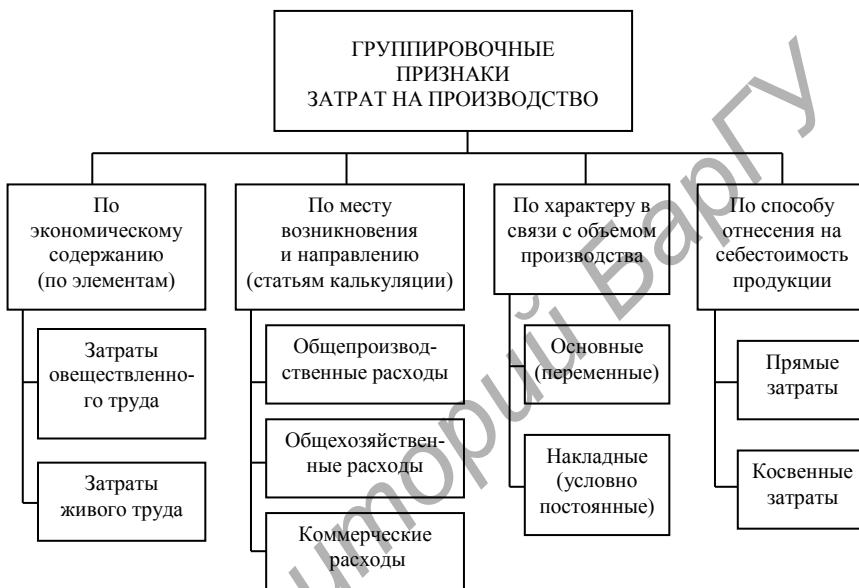 ГРУППИРОВОЧНЫЕ
ПРИЗНАКИ
ЗАТРАТ НА ПРОИЗВОДСТВО
По
экономическому
содержанию
(по элементам)
Затраты
овеществленно-
го труда
Затраты
живого труда
По месту
возникновения
и направлению
(статьям калькуляции)
Общепроизвод-
ственные расходы
Общехозяйствен-
ные расходы
Коммерческие
расходы
По характеру в
связи с объемом
производства
Основные
(переменные)
Накладные
(условно
постоянные)
По способу
отнесения на
себестоимость
продукции
Прямые
затраты
Косвенные
затраты
БарГУ